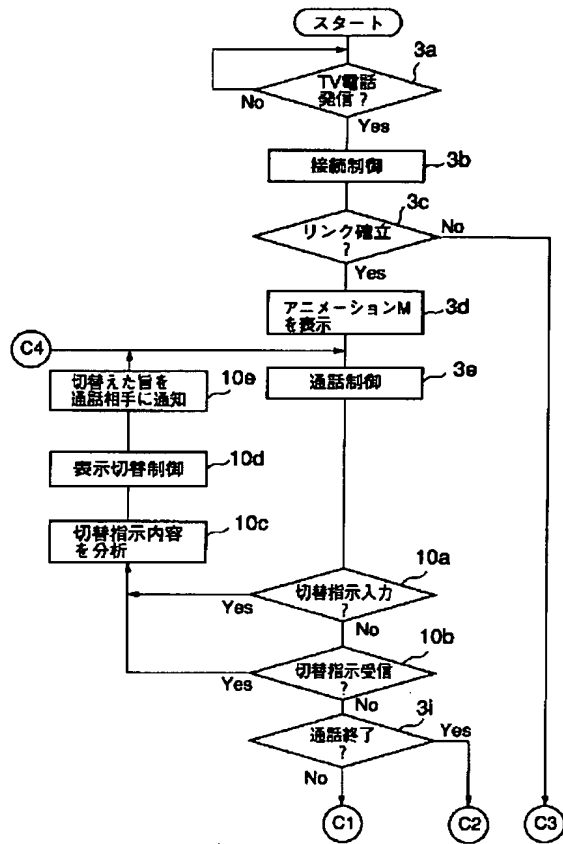 スタート
3a
TV電話
発信?
No
Yes
接続制御
3b
3c
リンク確立
?
No
Yes
アニメーションM
を表示
3d
C4
切替えた旨を
通話相手に通知
10e
通話制御
3e
表示切替制御
10d
切替指示内容
を分析
10c
10a
切替指示入力
?
Yes
No
10b
切替指示受信
?
Yes
No
3i
通話終了
?
Yes
No
C1
C2
C3